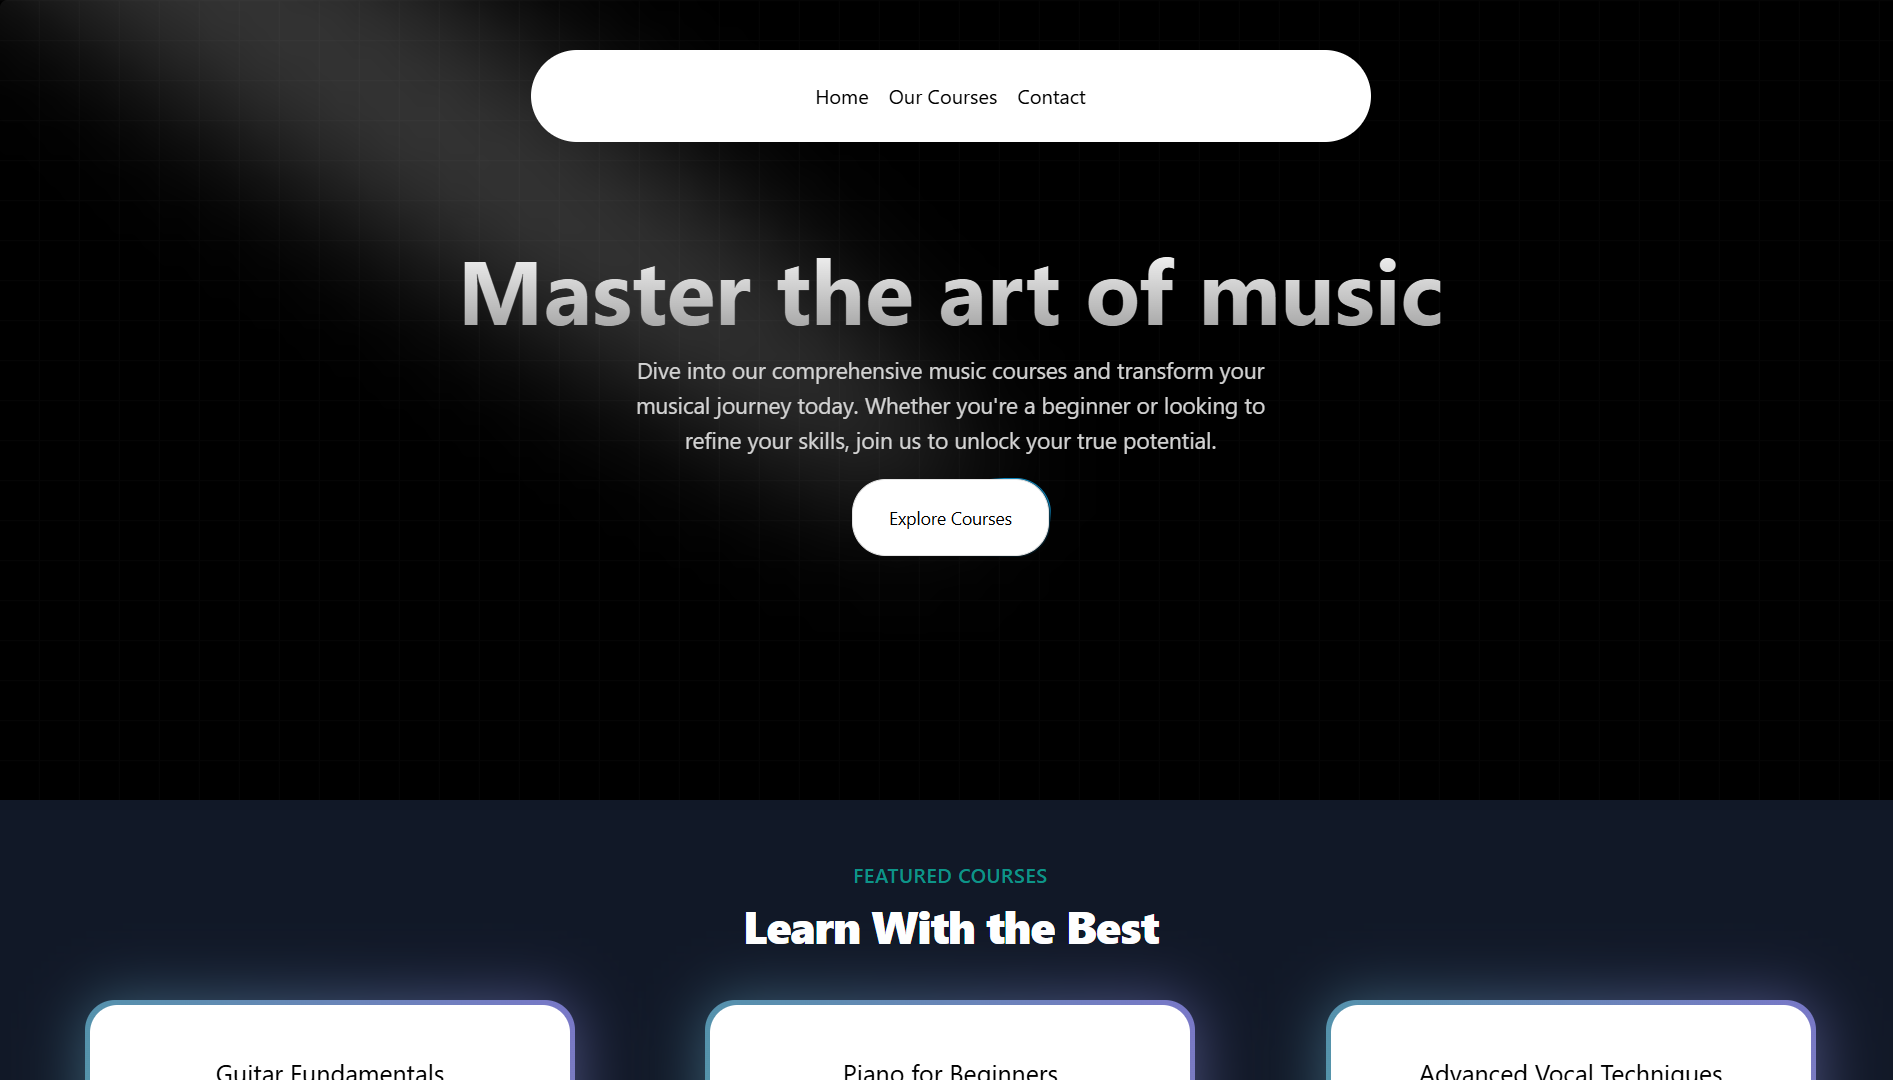 Home Our Courses Contact
Master the art of music
Dive into our comprehensive music courses and transform your
musical journey today. Whether you're a beginner or looking to
refine your skills, join us to unlock your true potential.
Explore Courses
FEATURED COURSES
Learn With the Best
Guitar Fundamentals Piano for Beginners Advanced Vocal Techniques